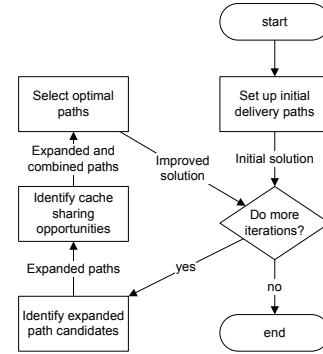 start
Select optimal
paths
Set up initial
delivery paths
Expanded and
combined paths
Improved
solution
Initial solution
Identify cache
sharing
opportunities
Do more
iterations?
Expanded paths
yes
no
Identify expanded
path candidates
end